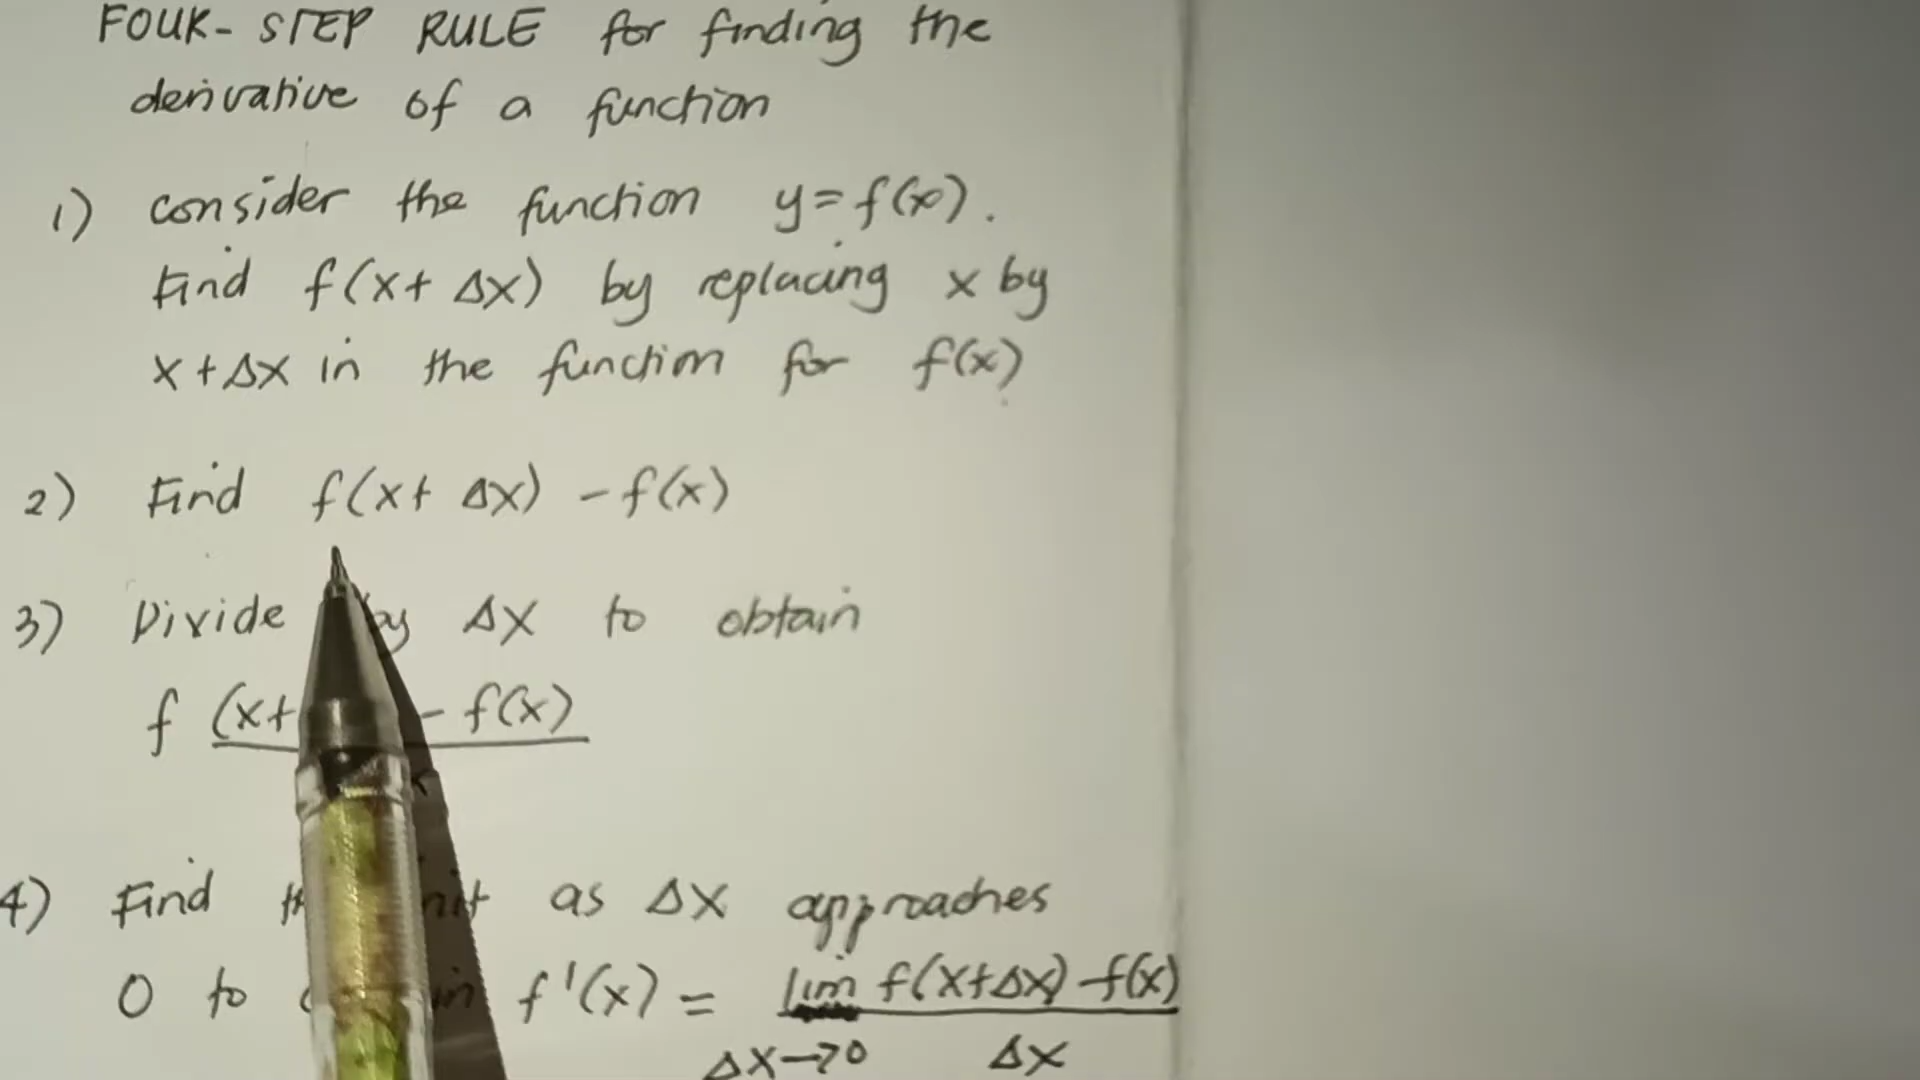 FOUR-STEP RULE for finding the
derivative of a function
1) consider the function y=f(x).
Find f(x+ Δx) by replacing x by
x+Δx in the function for f(x)
2) Find f(x+ Δx) -f(x)
3) Divide by Δx to obtain
f (x+ - f(x)
4) Find as Δx approaches
0 to f'(x) = lim f(x+Δx)-f(x)
Δx→0 Δx